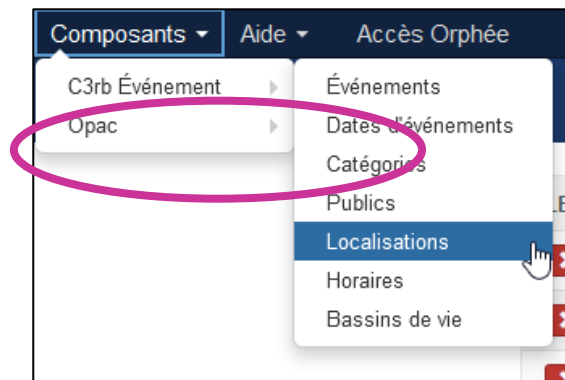 Composants Aide Accès Orphée
C3rb Événement
Opac
Événements
Dates d'événements
Catégories
Publics
Localisations
Horaires
Bassins de vie